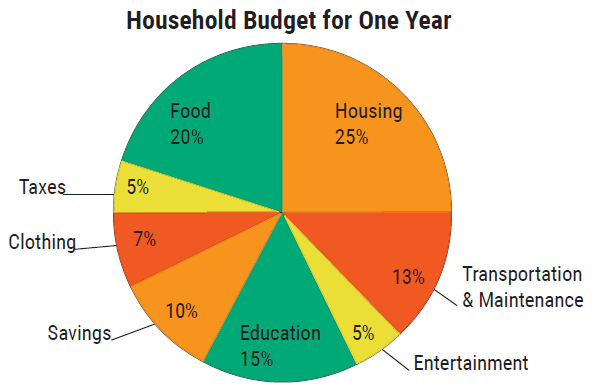 Household Budget for One Year
Food
20%
Housing
25%
Taxes
5%
Clothing
7%
13%
Transportation
& Maintenance
Savings
10%
Education
15%
5%
Entertainment